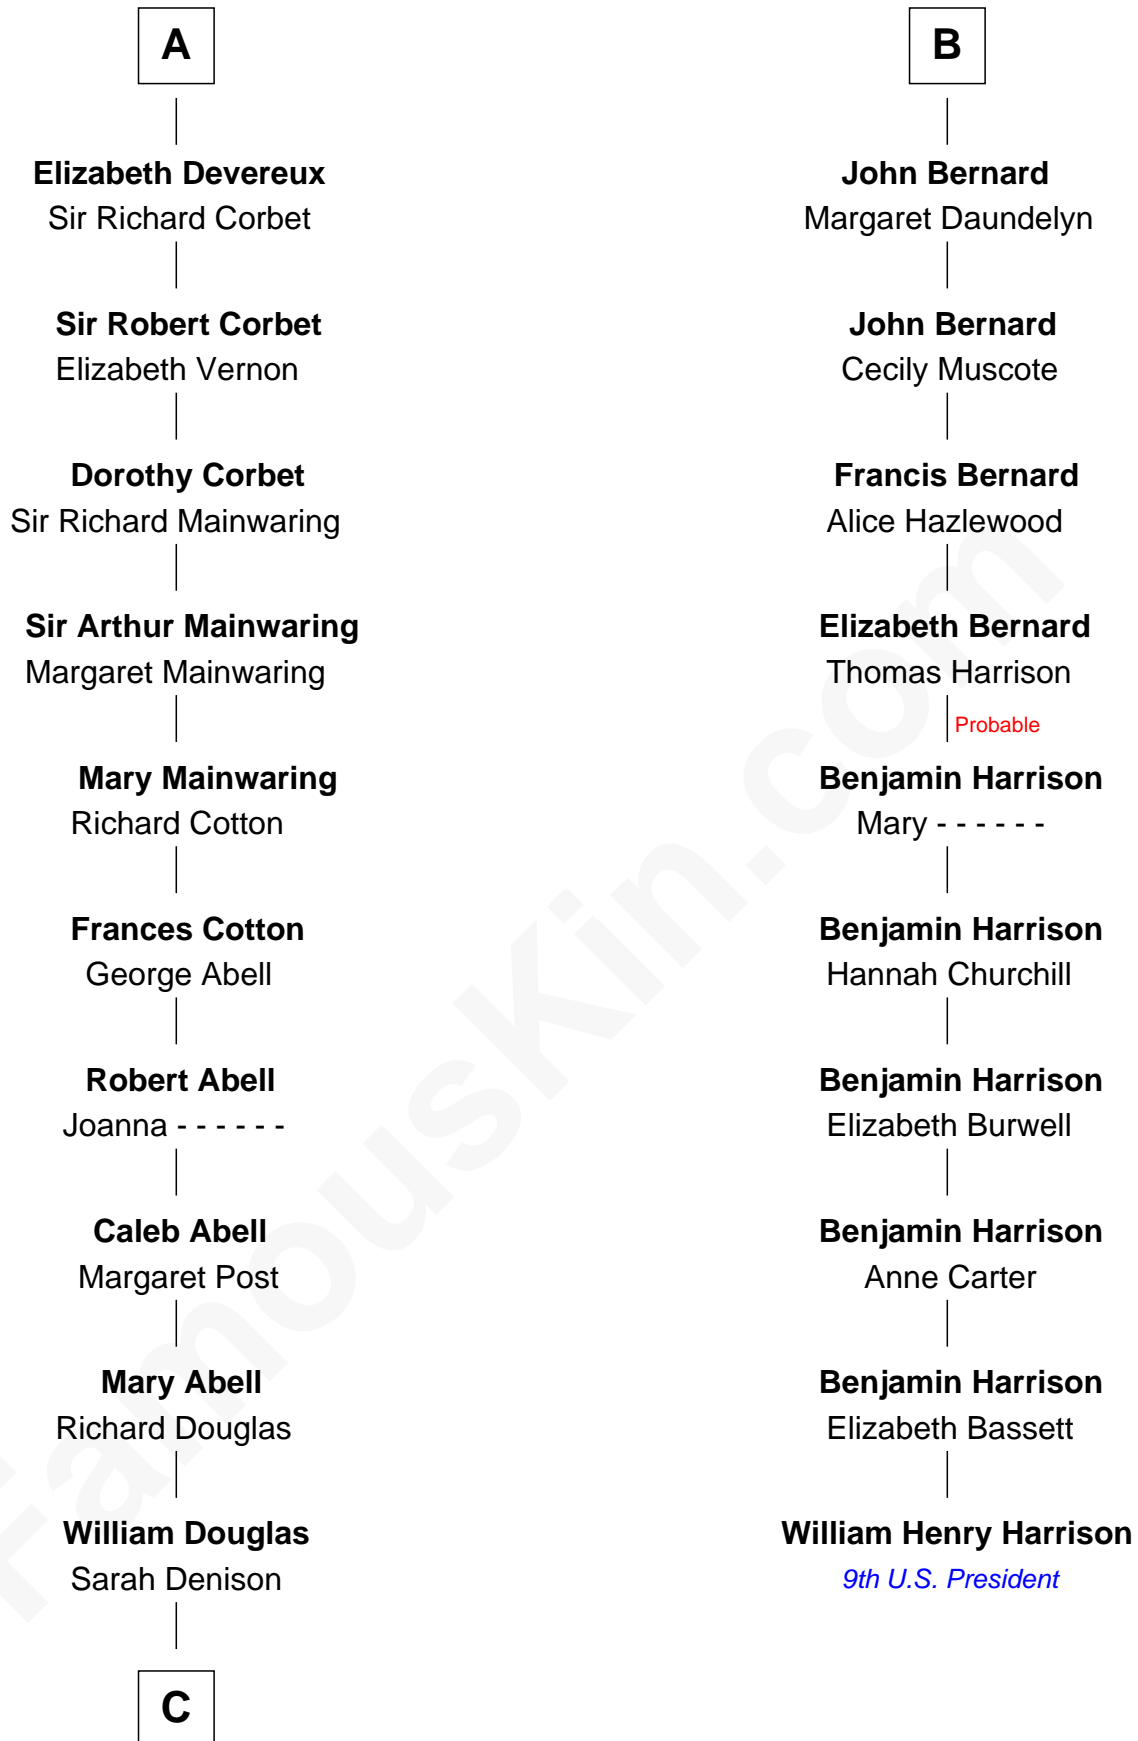 A
Elizabeth Devereux
Sir Richard Corbet
Sir Robert Corbet
Elizabeth Vernon
Dorothy Corbet
Sir Richard Mainwaring
Sir Arthur Mainwaring
Margaret Mainwaring
Mary Mainwaring
Richard Cotton
Frances Cotton
George Abell
Robert Abell
Joanna - - - - - -
Caleb Abell
Margaret Post
Mary Abell
Richard Douglas
William Douglas
Sarah Denison
C
B
John Bernard
Margaret Daundelyn
John Bernard
Cecily Muscote
Francis Bernard
Alice Hazlewood
Elizabeth Bernard
Thomas Harrison
Probable
Benjamin Harrison
Mary - - - - - -
Benjamin Harrison
Hannah Churchill
Benjamin Harrison
Elizabeth Burwell
Benjamin Harrison
Anne Carter
Benjamin Harrison
Elizabeth Bassett
William Henry Harrison
9th U.S. President
FamousKin.com